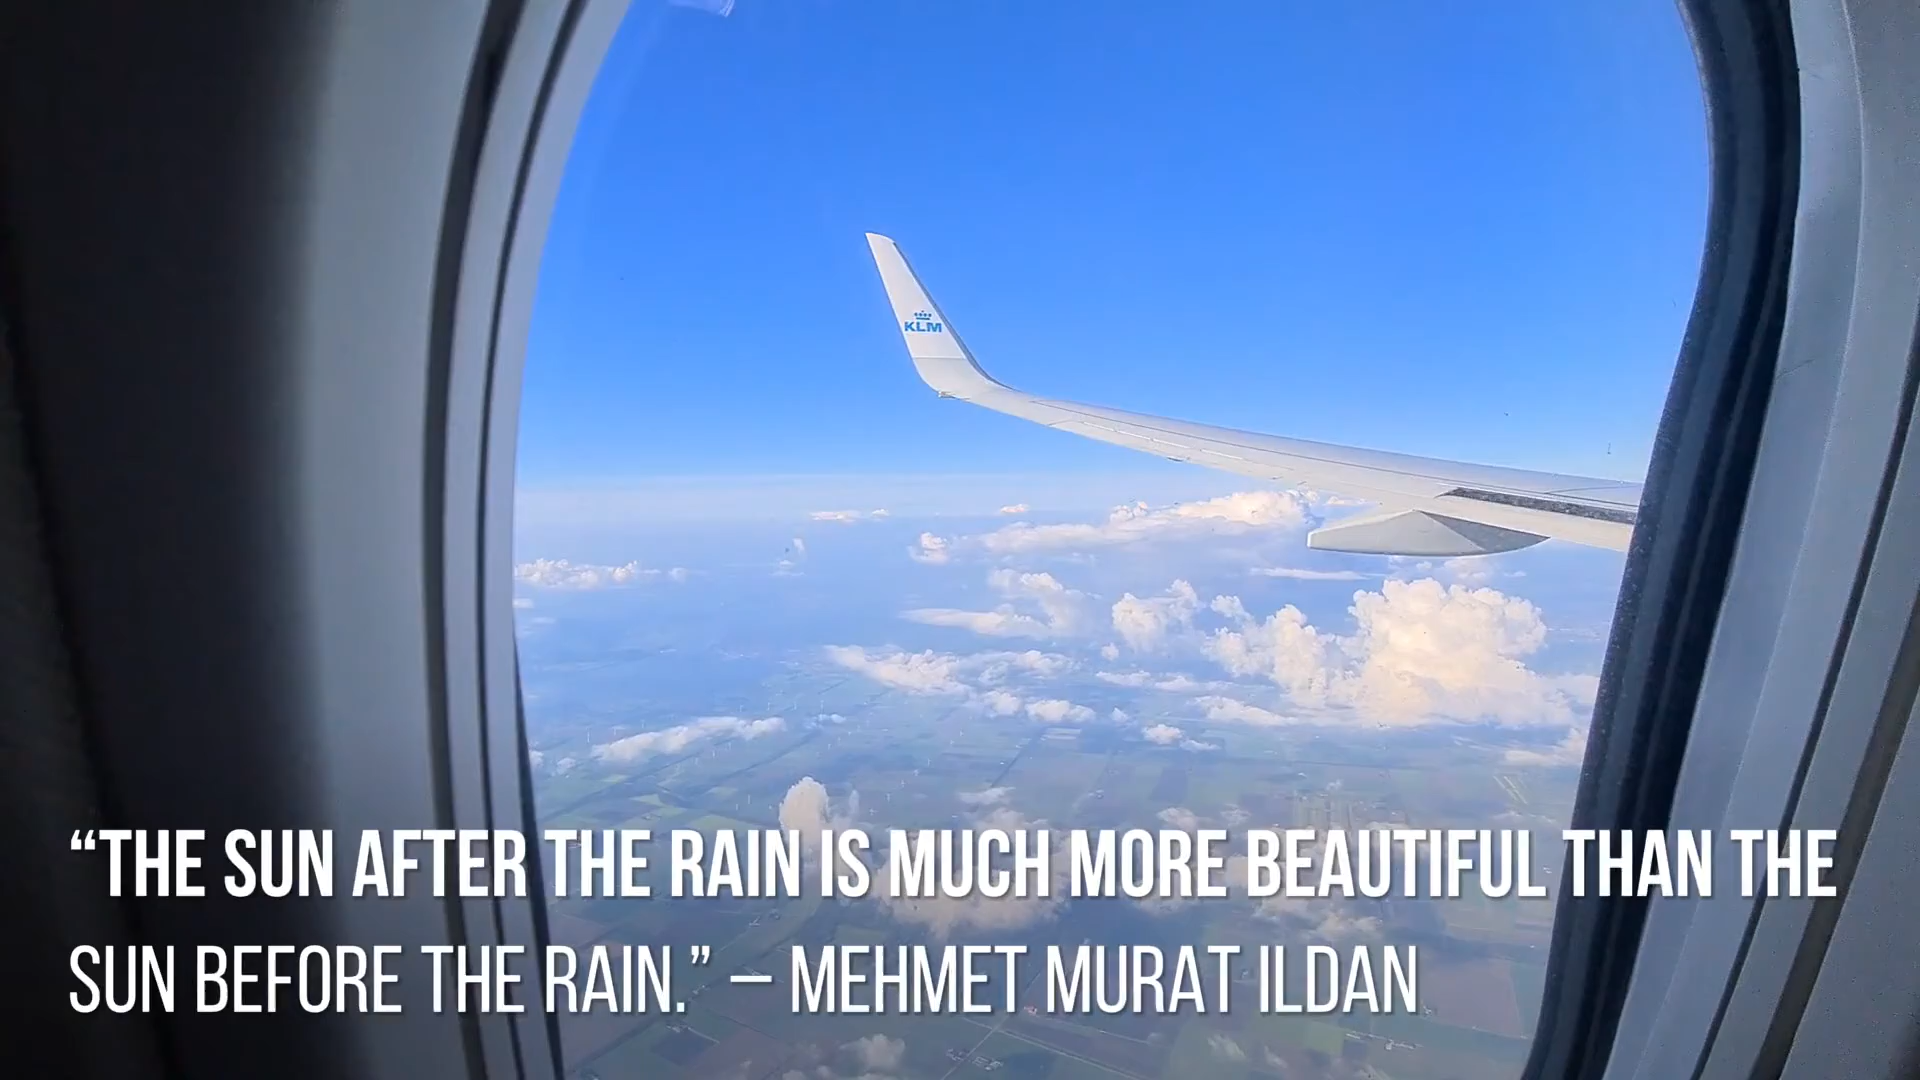 KLM
“THE SUN AFTER THE RAIN IS MUCH MORE BEAUTIFUL THAN THE
SUN BEFORE THE RAIN.” – MEHMET MURAT ILDAN